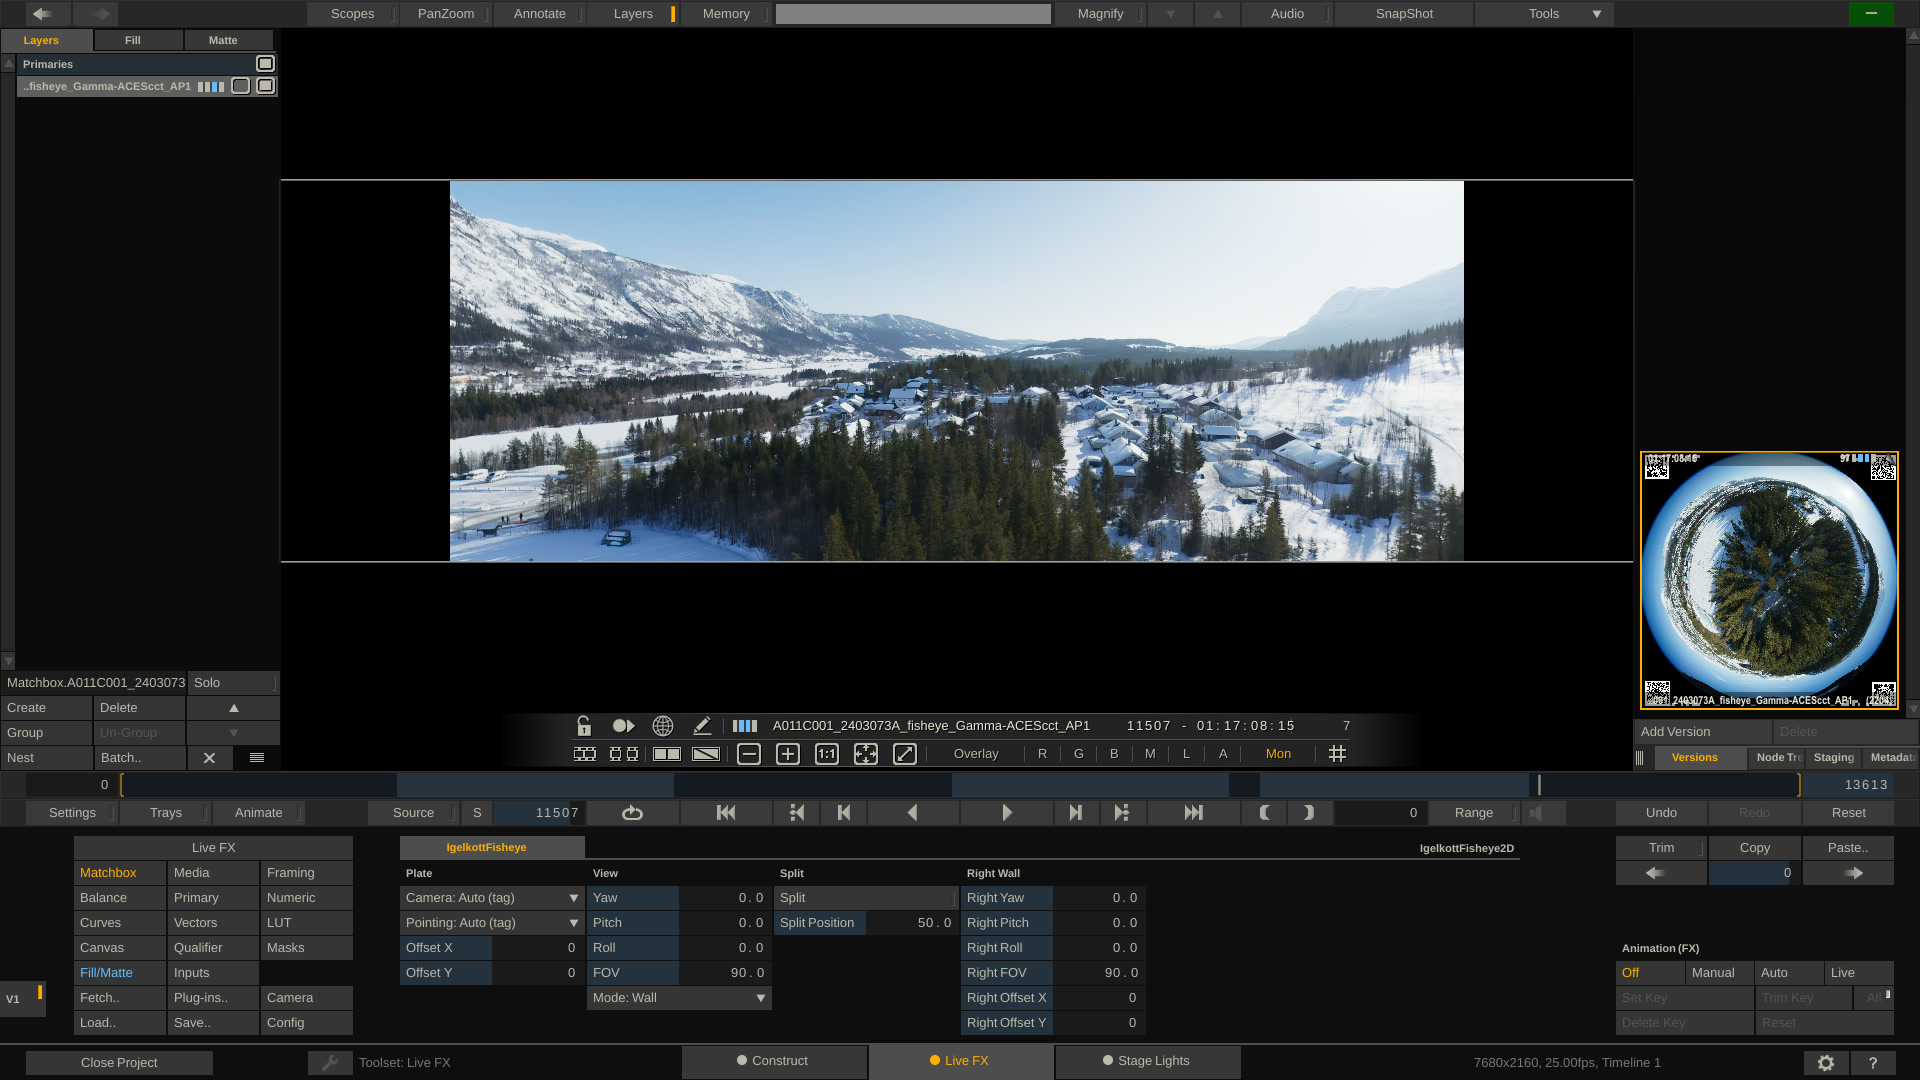 Scopes PanZoom Annotate Layers Memory Magnify Audio SnapShot Tools
Layers Fill Matte
Primaries
..fisheye_Gamma-ACEScct_AP1
Matchbox.A011C001_2403073 Solo
Create Delete
Group Un-Group
Nest Batch..
A011C001_2403073A_fisheye_Gamma-ACEScct_AP1 11507 - 01:17:08:15 7
1:1 Overlay R G B M L A Mon
Add Version Delete
Versions Node Tre Staging Metadata
0 13613
Settings Trays Animate Source S 11507 0 Range Undo Redo Reset
Live FX
Matchbox Media Framing
Balance Primary Numeric
Curves Vectors LUT
Canvas Qualifier Masks
Fill/Matte Inputs
Fetch.. Plug-ins.. Camera
Load.. Save.. Config
V1
IgelkottFisheye IgelkottFisheye2D
Plate View Split Right Wall
Camera: Auto (tag) Yaw 0.0 Split Right Yaw 0.0
Pointing: Auto (tag) Pitch 0.0 Split Position 50.0 Right Pitch 0.0
Offset X 0 Roll 0.0 Right Roll 0.0
Offset Y 0 FOV 90.0 Right FOV 90.0
Mode: Wall Right Offset X 0
Right Offset Y 0
Trim Copy Paste..
0
Animation (FX)
Off Manual Auto Live
Set Key Trim Key All
Delete Key Reset
Close Project Toolset: Live FX Construct Live FX Stage Lights 7680x2160, 25.00fps, Timeline 1 ?